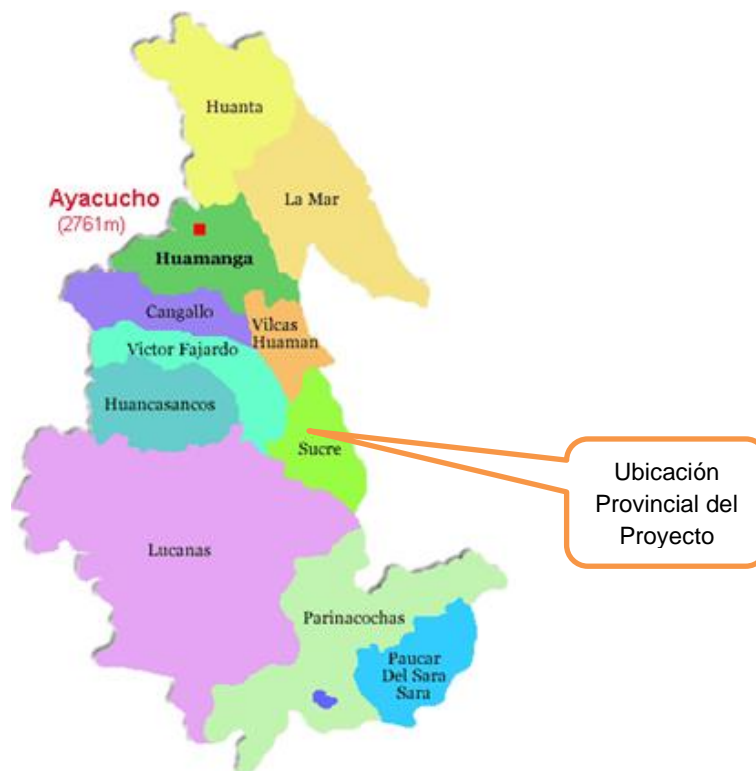 Huanta
La Mar
Ayacucho
(2761m)
Huamanga
Cangallo
Vilcas
Huaman
Victor Fajardo
Huancasancos
Sucre
Ubicación
Provincial del
Proyecto
Lucanas
Parinacochas
Paucar
Del Sara
Sara